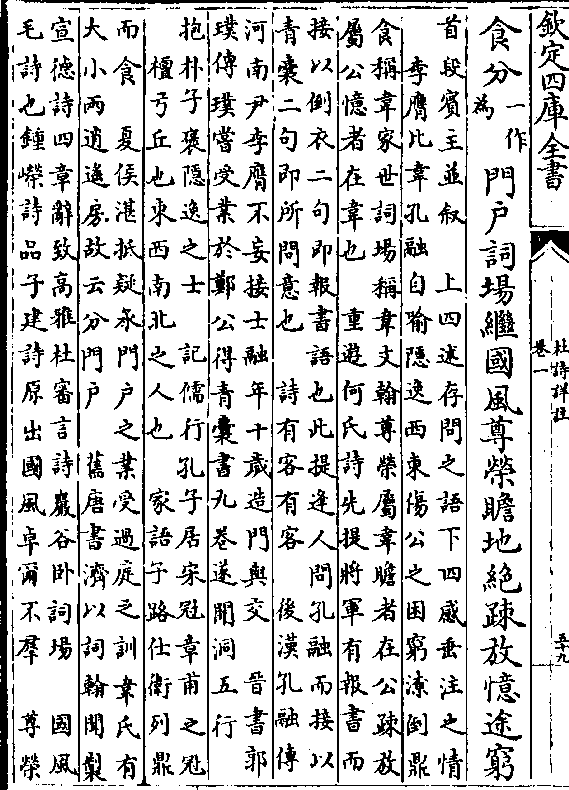 欽定四庫全書
杜詩詳註
卷一
五十九
食分一作為門戶詞場繼國風尊榮瞻地絶疎放憶途窮
首段賓主並叙　上四述存問之語下四感垂注之情
李膺比韋孔融自喻隱逸西東傷公之困窮潦倒鼎
食稱韋家世詞場稱韋文翰尊榮屬韋瞻者在公疎放
屬公憶者在韋也　重遊何氏詩先提將軍有報書而
接以倒衣二句即報書語也此提逢人問孔融而接以
青囊二句即所問意也　詩有客有客　後漢孔融傳
河南尹李膺不妄接士融年十歲造門與交　晉書郭
璞傳璞嘗受業於鄭公得青囊書九卷遂開洞五行
抱朴子褒隱逸之士　記儒行孔子居宋冠章甫之冠
檀弓丘也東西南北之人也　家語子路仕衛列鼎
而食　夏侯湛抵疑承門戶之業受過庭之訓韋氏有
大小兩逍遥房故云分門戶　舊唐書濟以詞翰聞製
宣德詩四章辭致高雅杜審言詩巖谷卧詞場　國風
毛詩也鍾嶸詩品子建詩原出國風卓爾不羣　尊榮